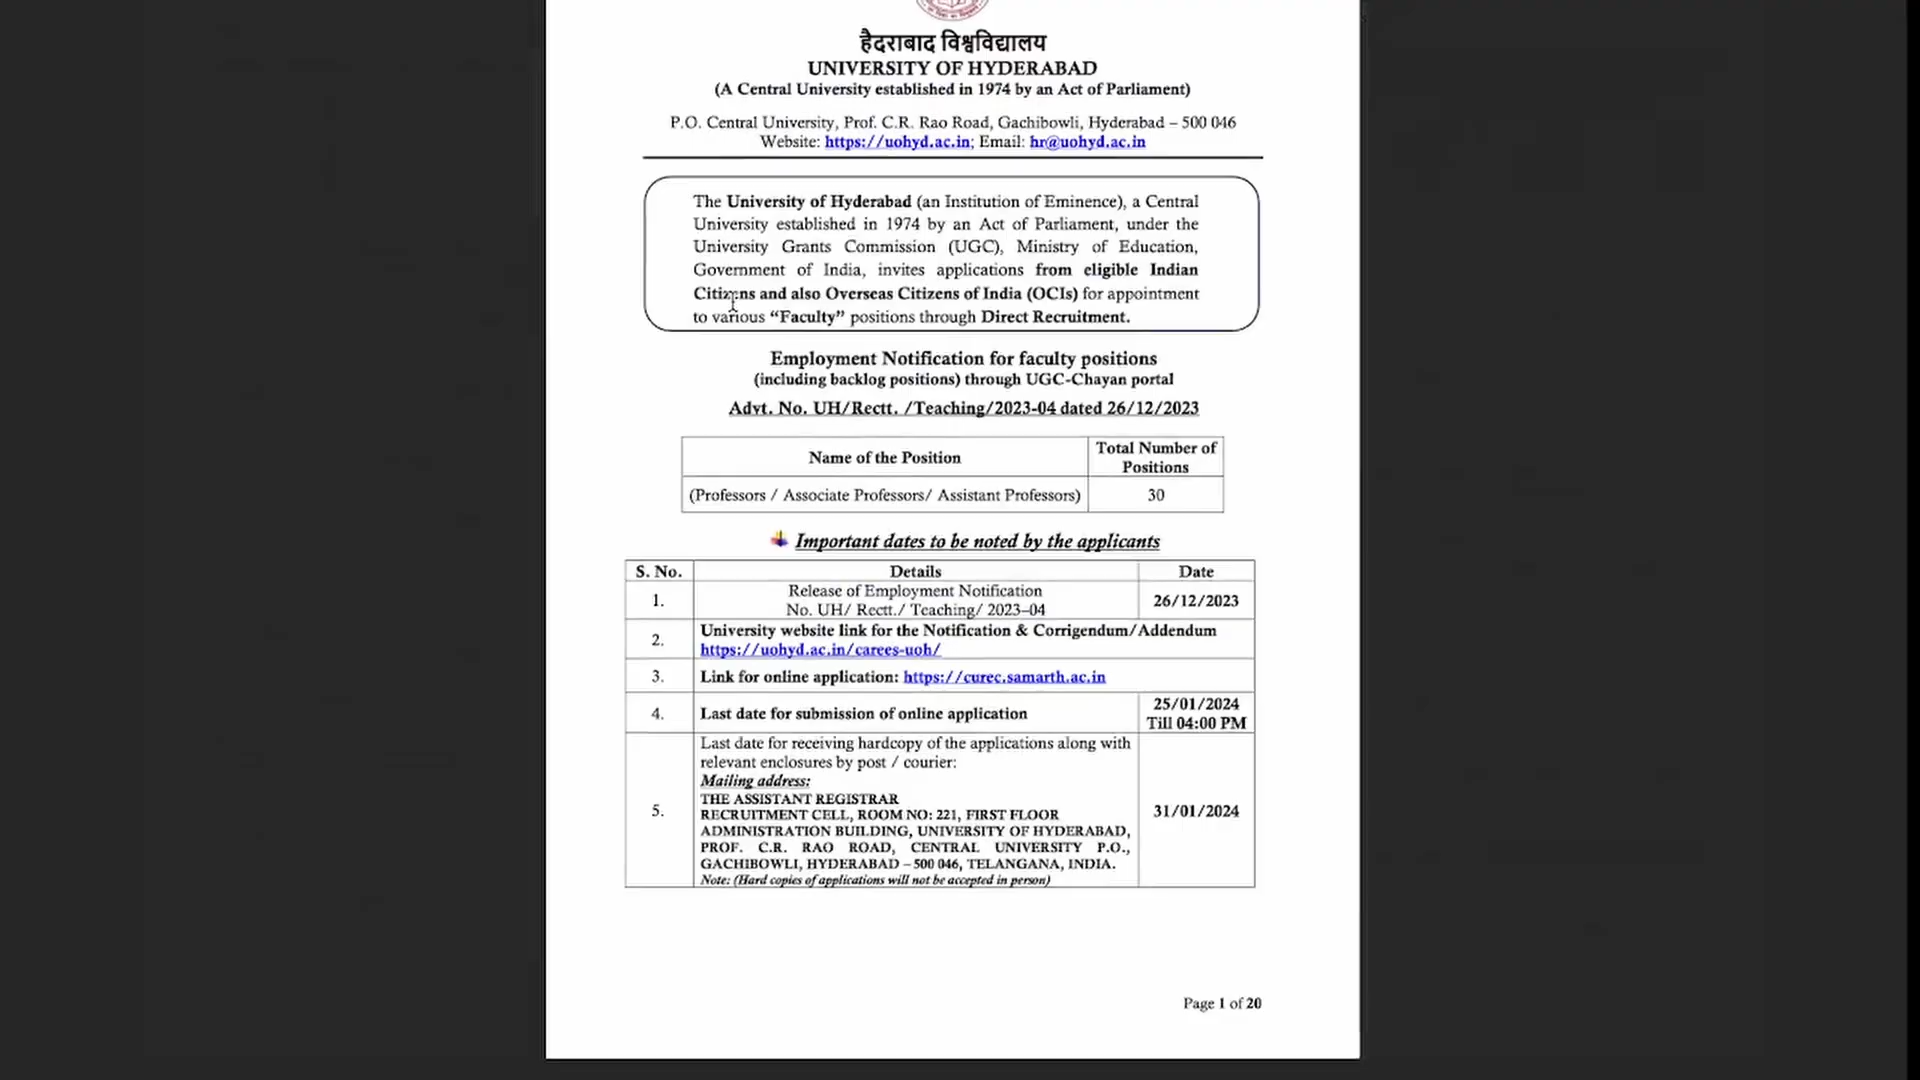 हैदराबाद विश्वविद्यालय
UNIVERSITY OF HYDERABAD
(A Central University established in 1974 by an Act of Parliament)
P.O. Central University, Prof. C.R. Rao Road, Gachibowli, Hyderabad – 500 046
Website: https://uohyd.ac.in; Email: hr@uohyd.ac.in
The University of Hyderabad (an Institution of Eminence), a Central
University established in 1974 by an Act of Parliament, under the
University Grants Commission (UGC), Ministry of Education,
Government of India, invites applications from eligible Indian
Citizens and also Overseas Citizens of India (OCIs) for appointment
to various “Faculty” positions through Direct Recruitment.
Employment Notification for faculty positions
(including backlog positions) through UGC-Chayan portal
Advt. No. UH/Rectt. /Teaching/2023-04 dated 26/12/2023
Name of the Position
Total Number of
Positions
(Professors / Associate Professors/ Assistant Professors)
30
Important dates to be noted by the applicants
S. No.
Details
Date
1.
Release of Employment Notification
No. UH/ Rectt./ Teaching/ 2023–04
26/12/2023
2.
University website link for the Notification & Corrigendum/Addendum
https://uohyd.ac.in/carees-uoh/
3.
Link for online application: https://curec.samarth.ac.in
4.
Last date for submission of online application
25/01/2024
Till 04:00 PM
5.
Last date for receiving hardcopy of the applications along with
relevant enclosures by post / courier:
Mailing address:
THE ASSISTANT REGISTRAR
RECRUITMENT CELL, ROOM NO: 221, FIRST FLOOR
ADMINISTRATION BUILDING, UNIVERSITY OF HYDERABAD,
PROF. C.R. RAO ROAD, CENTRAL UNIVERSITY P.O.,
GACHIBOWLI, HYDERABAD – 500 046, TELANGANA, INDIA.
Note: (Hard copies of applications will not be accepted in person)
31/01/2024
Page 1 of 20